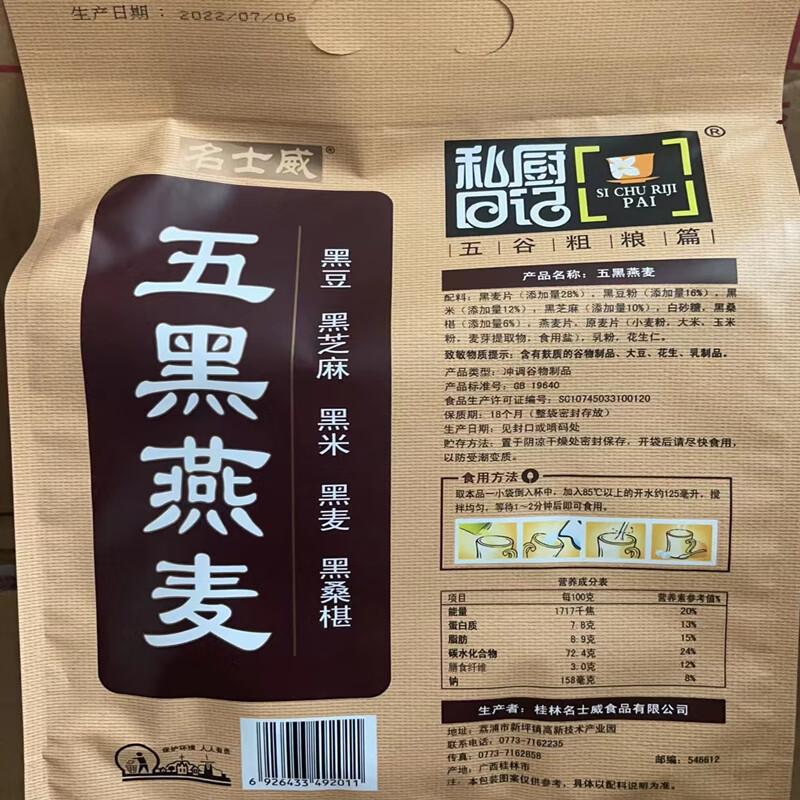 生产日期：2022/07/06
名士威®
五黑燕麦
黑豆 黑芝麻 黑米 黑麦 黑桑椹
私厨
日记
SI CHU RIJI
PAI
®
五谷粗粮篇
产品名称：五黑燕麦
配料：黑麦片（添加量28%）、黑豆粉（添加量16%）、黑
米（添加量12%）、黑芝麻（添加量10%）、白砂糖、黑桑
椹（添加量6%）、燕麦片、原麦片（小麦粉，大米、玉米
粉，麦芽提取物，食用盐）、乳粉、花生仁。
致敏物质提示：含有麸质的谷物制品、大豆、花生、乳制品。
产品类型：冲调谷物制品
产品标准号：GB 19640
食品生产许可证编号：SC10745033100120
保质期：18个月（整袋密封存放）
生产日期：见封口或喷码处
贮存方法：置于阴凉干燥处密封保存，开袋后请尽快食用，
以防受潮变质。
食用方法
取本品一小袋倒入杯中，加入85℃以上的开水约125毫升，搅
拌均匀，等待1～2分钟后即可食用。
营养成分表
项目 每100克 营养素参考值%
能量 1717千焦 20%
蛋白质 7.8克 13%
脂肪 8.9克 15%
碳水化合物 72.4克 24%
膳食纤维 3.0克 12%
钠 158毫克 8%
生产者：桂林名士威食品有限公司
地址：荔浦市新坪镇高新技术产业园
联系电话：0773-7162235
传真：0773-7162858 邮编：546612
产地：广西桂林市
注：本包装图案仅供参考，具体以配料说明为准。
保护环境 人人有责
6 926433 492011